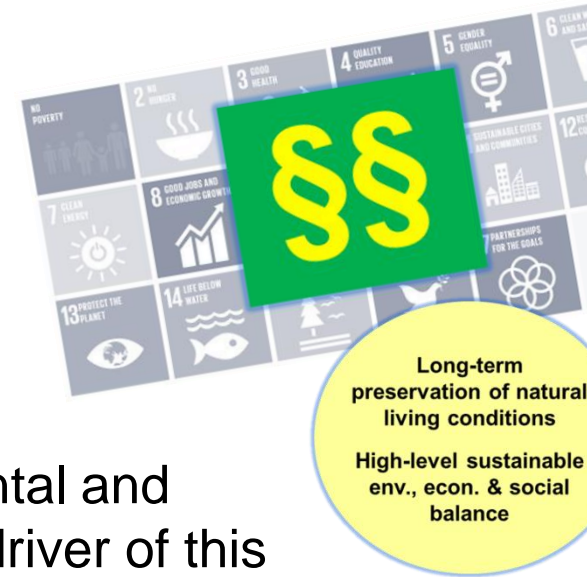 NO
POVERTY
2 NO
HUNGER
3 GOOD
HEALTH
4 QUALITY
EDUCATION
5 GENDER
EQUALITY
6 CLEAN
AND
7 CLEAN
ENERGY
8 GOOD JOBS AND
ECONOMIC GROWTH
§§
SUSTAINABLE CITIES
AND COMMUNITIES
12
13 PROTECT THE
PLANET
14 LIFE BELOW
WATER
PARTNERSHIPS
FOR THE GOALS
Long-term
preservation of natural
living conditions
High-level sustainable
env., econ. & social
balance
ntal and
driver of this